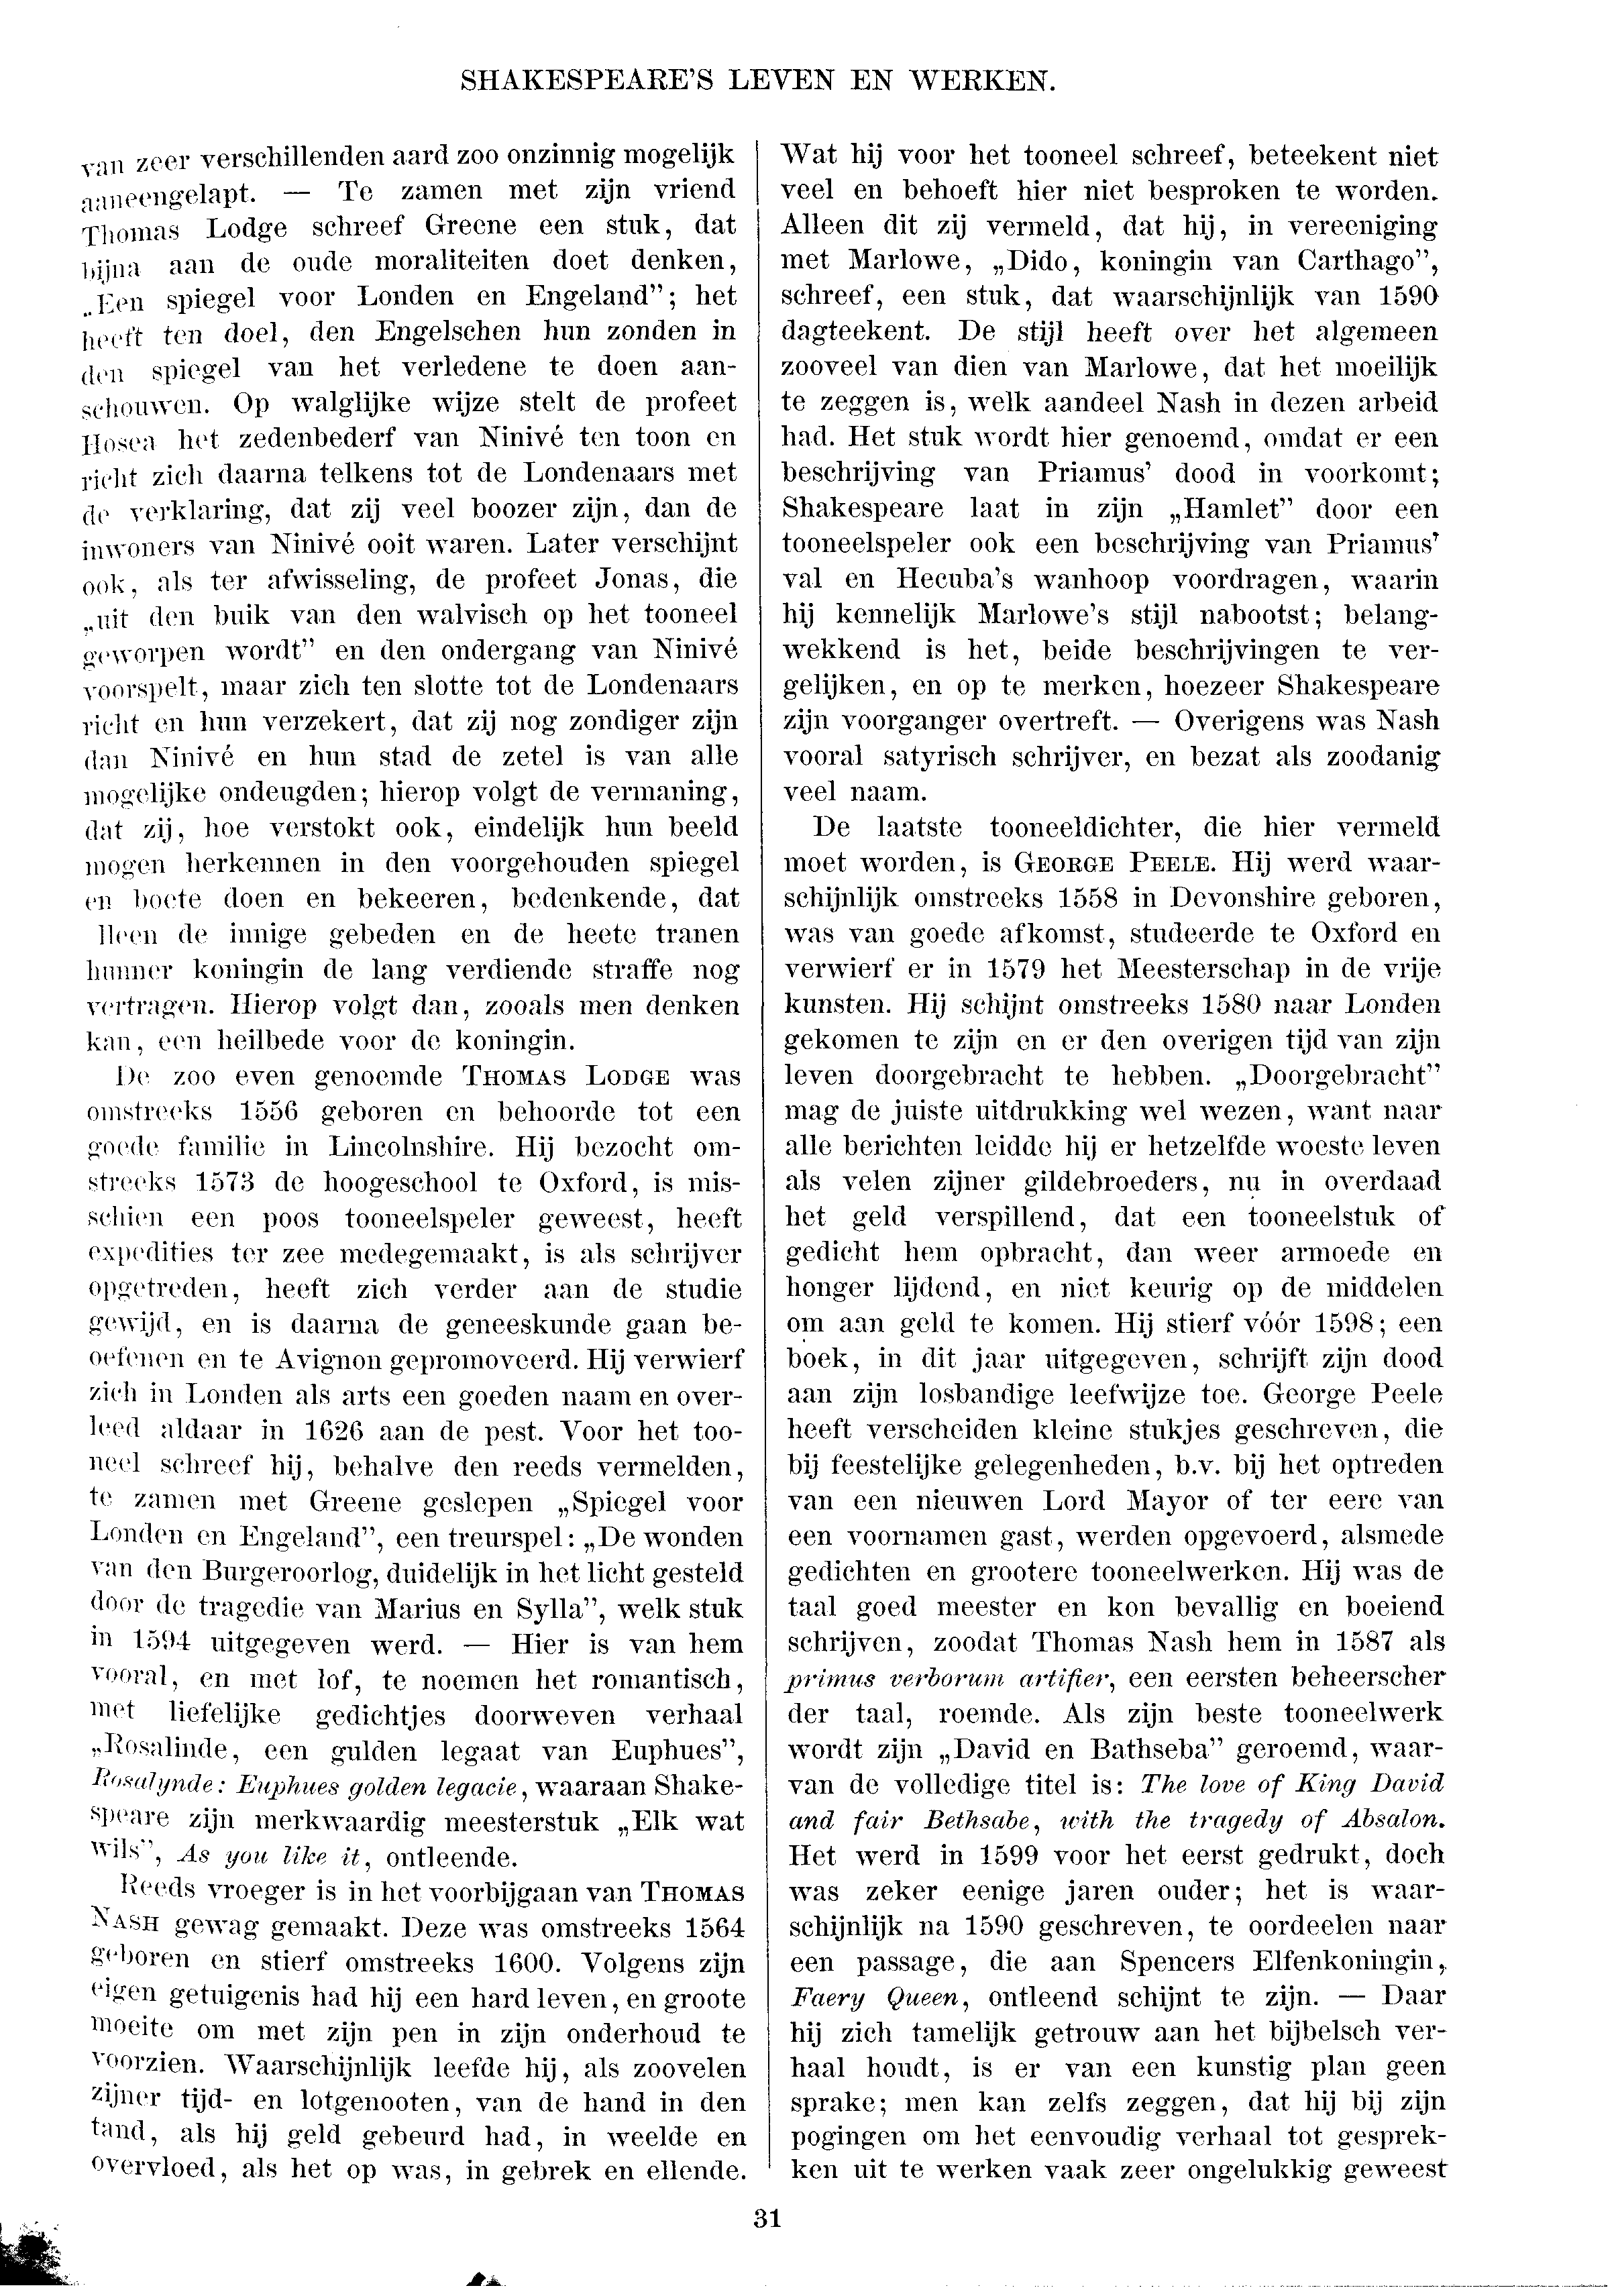 SHAKESPEARE'S LEVEN EN WERKEN.
van zeer verschillenden aard zoo onzinnig mogelijk
aaneengelapt. — Te zamen met zijn vriend
Thomas Lodge schreef Greene een stuk, dat
bijna aan de oude moraliteiten doet denken,
„Een spiegel voor Londen en Engeland”; het
heeft ten doel, den Engelschen hun zonden in
den spiegel van het verledene te doen aan-
schouwen. Op walglijke wijze stelt de profeet
Hosea het zedenbederf van Ninivé ten toon en
richt zich daarna telkens tot de Londenaars met
de verklaring, dat zij veel boozer zijn, dan de
inwoners van Ninivé ooit waren. Later verschijnt
ook, als ter afwisseling, de profeet Jonas, die
„uit den buik van den walvisch op het tooneel
geworpen wordt” en den ondergang van Ninivé
voorspelt, maar zich ten slotte tot de Londenaars
richt en hun verzekert, dat zij nog zondiger zijn
dan Ninivé en hun stad de zetel is van alle
mogelijke ondeugden; hierop volgt de vermaning,
dat zij, hoe verstokt ook, eindelijk hun beeld
mogen herkennen in den voorgehouden spiegel
en boete doen en bekeeren, bedenkende, dat
lleen de innige gebeden en de heete tranen
hunner koningin de lang verdiende straffe nog
vertragen. Hierop volgt dan, zooals men denken
kan, een heilbede voor de koningin.
De zoo even genoemde THOMAS LODGE was
omstreeks 1556 geboren en behoorde tot een
goede familie in Lincolnshire. Hij bezocht om-
streeks 1573 de hoogeschool te Oxford, is mis-
schien een poos tooneelspeler geweest, heeft
expedities ter zee medegemaakt, is als schrijver
opgetreden, heeft zich verder aan de studie
gewijd, en is daarna de geneeskunde gaan be-
oefenen en te Avignon gepromoveerd. Hij verwierf
zich in Londen als arts een goeden naam en over-
leed aldaar in 1626 aan de pest. Voor het too-
neel schreef hij, behalve den reeds vermelden,
te zamen met Greene geslepen „Spiegel voor
Londen en Engeland”, een treurspel: „De wonden
van den Burgeroorlog, duidelijk in het licht gesteld
door de tragedie van Marius en Sylla”, welk stuk
in 1594 uitgegeven werd. — Hier is van hem
vooral, en met lof, te noemen het romantisch,
met liefelijke gedichtjes doorweven verhaal
„Rosalinde, een gulden legaat van Euphues”,
Rosalynde: Euphues golden legacie, waaraan Shake-
speare zijn merkwaardig meesterstuk „Elk wat
wils”, As you like it, ontleende.
Reeds vroeger is in het voorbijgaan van THOMAS
NASH gewag gemaakt. Deze was omstreeks 1564
geboren en stierf omstreeks 1600. Volgens zijn
eigen getuigenis had hij een hard leven, en groote
moeite om met zijn pen in zijn onderhoud te
voorzien. Waarschijnlijk leefde hij, als zoovelen
zijner tijd- en lotgenooten, van de hand in den
tand, als hij geld gebeurd had, in weelde en
overvloed, als het op was, in gebrek en ellende.
Wat hij voor het tooneel schreef, beteekent niet
veel en behoeft hier niet besproken te worden.
Alleen dit zij vermeld, dat hij, in vereeniging
met Marlowe, „Dido, koningin van Carthago”,
schreef, een stuk, dat waarschijnlijk van 1590
dagteekent. De stijl heeft over het algemeen
zooveel van dien van Marlowe, dat het moeilijk
te zeggen is, welk aandeel Nash in dezen arbeid
had. Het stuk wordt hier genoemd, omdat er een
beschrijving van Priamus' dood in voorkomt;
Shakespeare laat in zijn „Hamlet” door een
tooneelspeler ook een beschrijving van Priamus'
val en Hecuba's wanhoop voordragen, waarin
hij kennelijk Marlowe's stijl nabootst; belang-
wekkend is het, beide beschrijvingen te ver-
gelijken, en op te merken, hoezeer Shakespeare
zijn voorganger overtreft. — Overigens was Nash
vooral satyrisch schrijver, en bezat als zoodanig
veel naam.
De laatste tooneeldichter, die hier vermeld
moet worden, is GEORGE PEELE. Hij werd waar-
schijnlijk omstreeks 1558 in Devonshire geboren,
was van goede afkomst, studeerde te Oxford en
verwierf er in 1579 het Meesterschap in de vrije
kunsten. Hij schijnt omstreeks 1580 naar Londen
gekomen te zijn en er den overigen tijd van zijn
leven doorgebracht te hebben. „Doorgebracht”
mag de juiste uitdrukking wel wezen, want naar
alle berichten leidde hij er hetzelfde woeste leven
als velen zijner gildebroeders, nu in overdaad
het geld verspillend, dat een tooneelstuk of
gedicht hem opbracht, dan weer armoede en
honger lijdend, en niet keurig op de middelen
om aan geld te komen. Hij stierf vóór 1598; een
boek, in dit jaar uitgegeven, schrijft zijn dood
aan zijn losbandige leefwijze toe. George Peele
heeft verscheiden kleine stukjes geschreven, die
bij feestelijke gelegenheden, b.v. bij het optreden
van een nieuwen Lord Mayor of ter eere van
een voornamen gast, werden opgevoerd, alsmede
gedichten en grootere tooneelwerken. Hij was de
taal goed meester en kon bevallig en boeiend
schrijven, zoodat Thomas Nash hem in 1587 als
primus verborum artifier, een eersten beheerscher
der taal, roemde. Als zijn beste tooneelwerk
wordt zijn „David en Bathseba” geroemd, waar-
van de volledige titel is: The love of King David
and fair Bethsabe, with the tragedy of Absalon.
Het werd in 1599 voor het eerst gedrukt, doch
was zeker eenige jaren ouder; het is waar-
schijnlijk na 1590 geschreven, te oordeelen naar
een passage, die aan Spencers Elfenkoningin,
Faery Queen, ontleend schijnt te zijn. — Daar
hij zich tamelijk getrouw aan het bijbelsch ver-
haal houdt, is er van een kunstig plan geen
sprake; men kan zelfs zeggen, dat hij bij zijn
pogingen om het eenvoudig verhaal tot gesprek-
ken uit te werken vaak zeer ongelukkig geweest
31